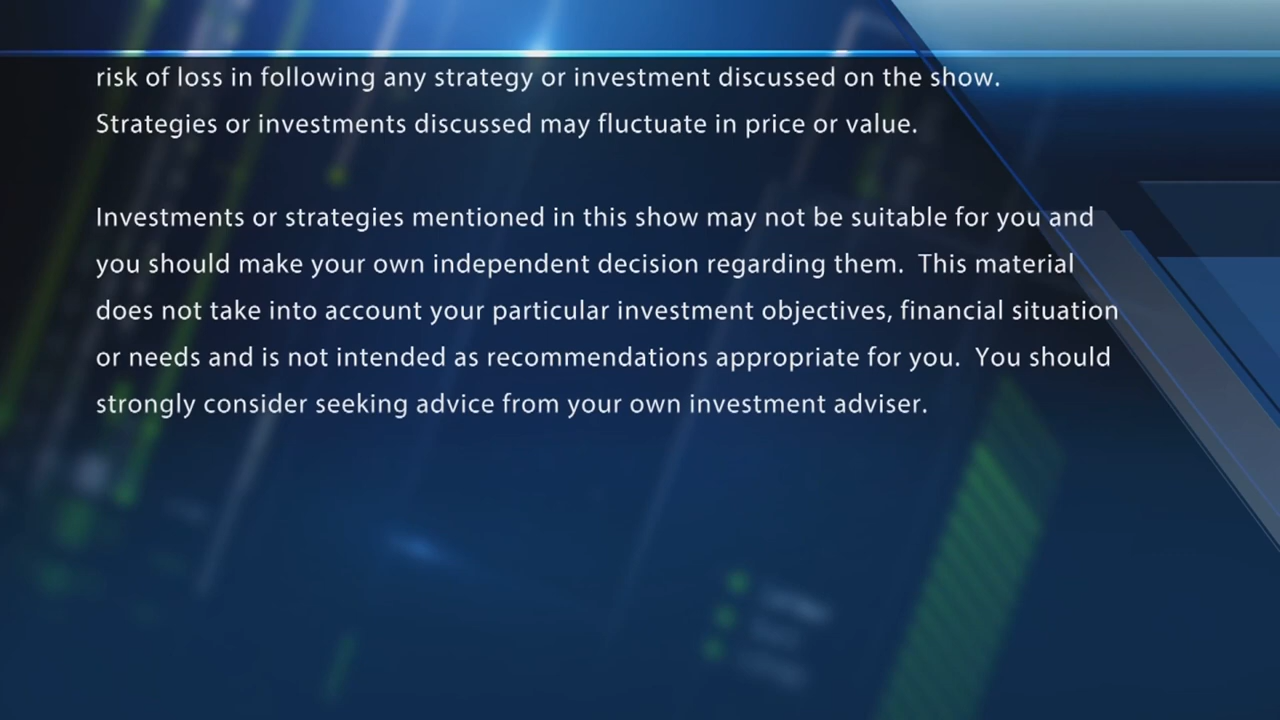 risk of loss in following any strategy or investment discussed on the show.
Strategies or investments discussed may fluctuate in price or value.
Investments or strategies mentioned in this show may not be suitable for you and
you should make your own independent decision regarding them.  This material
does not take into account your particular investment objectives, financial situation
or needs and is not intended as recommendations appropriate for you.  You should
strongly consider seeking advice from your own investment adviser.